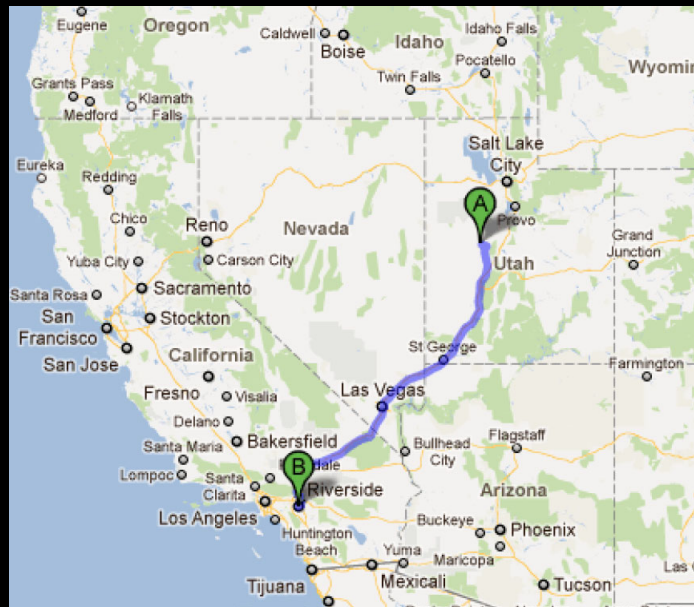 Oregon
Eugene
Caldwell
Boise
Idaho
Idaho Falls
Pocatello
Twin Falls
Wyomin
Grants Pass
Medford
Klamath
Falls
Salt Lake
City
Eureka
Redding
A
Provo
Chico
Reno
Nevada
Utah
Grand
Junction
Yuba City
Carson City
Santa Rosa
Sacramento
San
Francisco
Stockton
San Jose
California
St George
Farmington
Fresno
Visalia
Las Vegas
Delano
Bakersfield
Bullhead
City
Flagstaff
Santa Maria
Lompoc
B
dale
Santa
Clarita
Riverside
Arizona
Los Angeles
Huntington
Beach
Buckeye
Phoenix
Yuma
Maricopa
Tijuana
Mexicali
Tucson
Las